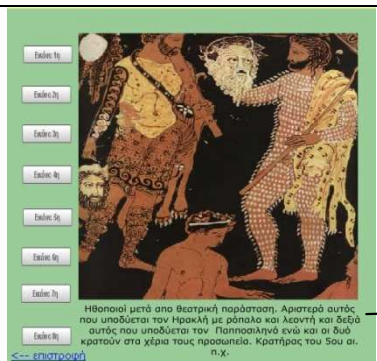 Εικόνα 1η
Εικόνα 2η
Εικόνα 3η
Εικόνα 4η
Εικόνα 5η
Εικόνα 6η
Εικόνα 7η
Εικόνα 8η
Ηθοποιοί μετά απο θεατρική παράσταση. Αριστερά αυτός
που υποδύεται τον Ηρακλή με ρόπαλο και λεοντή και δεξιά
αυτός που υποδύεται τον Παπποσιληνό ενώ και οι δυό
κρατούν στα χέρια τους προσωπεία. Κρατήρας του 5ου αι.
π.χ.
<-- επιστροφή